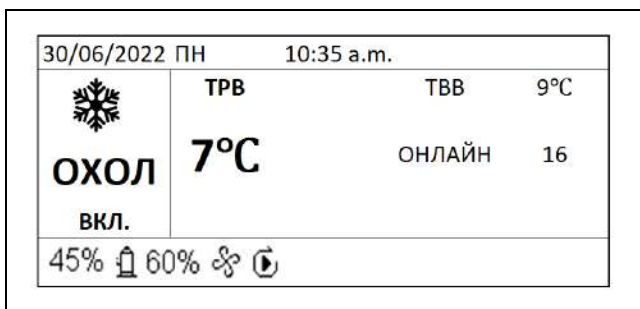 30/06/2022 ПН 10:35 a.m.
ТРВ ТВВ 9°C
7°C ОНЛАЙН 16
ОХОЛ
ВКЛ.
45% 60%